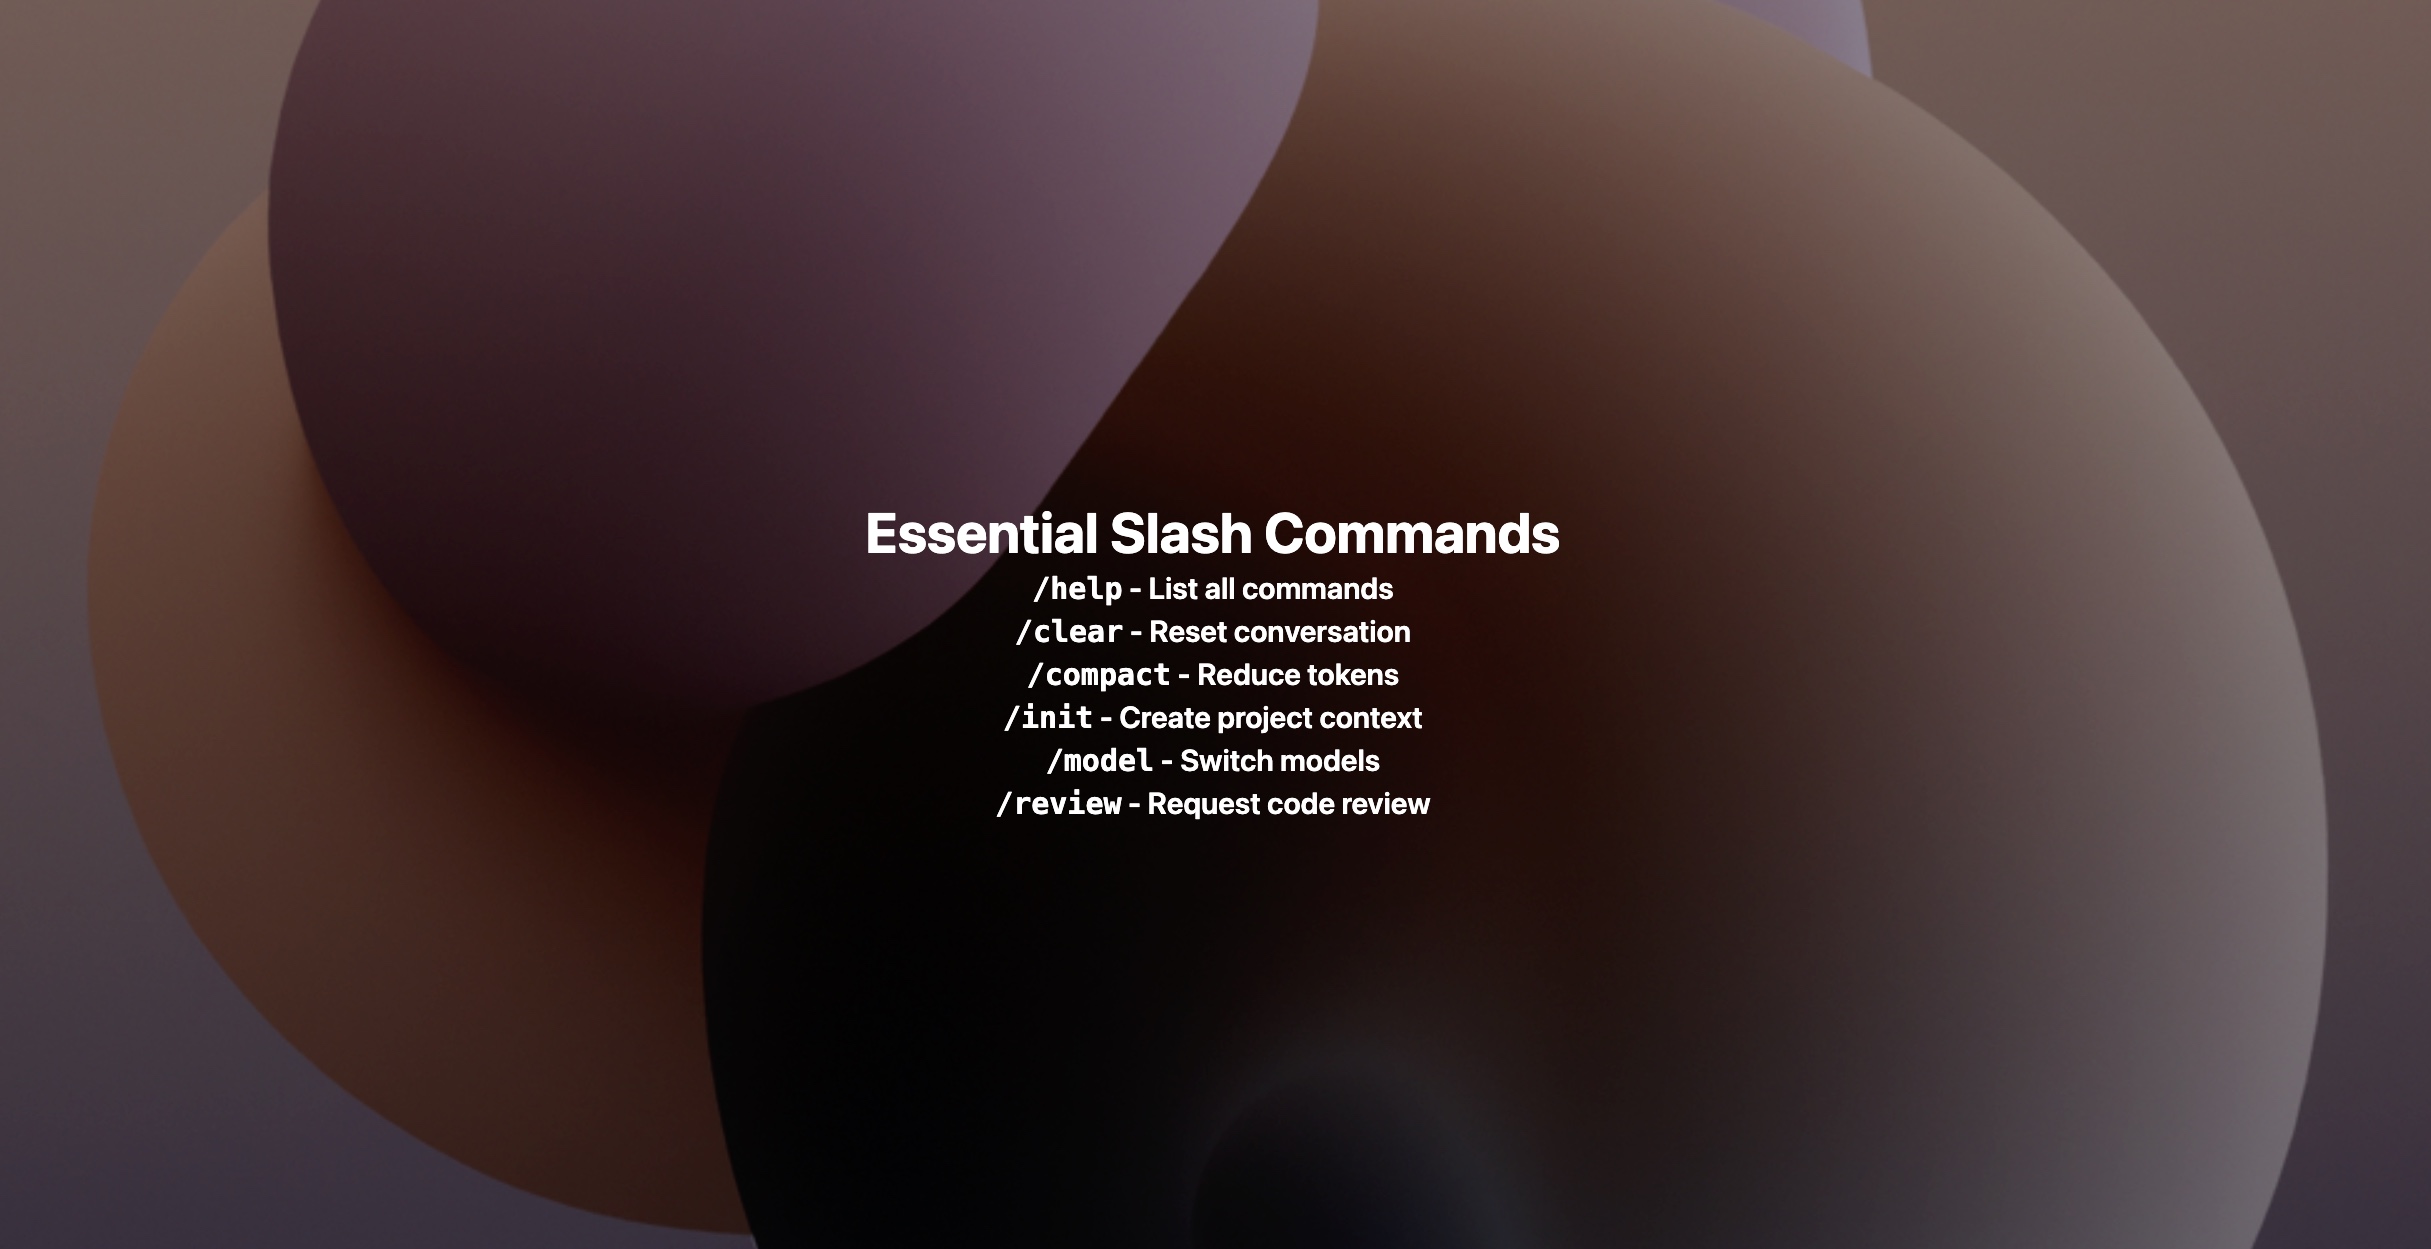 Essential Slash Commands
/help - List all commands
/clear - Reset conversation
/compact - Reduce tokens
/init - Create project context
/model - Switch models
/review - Request code review